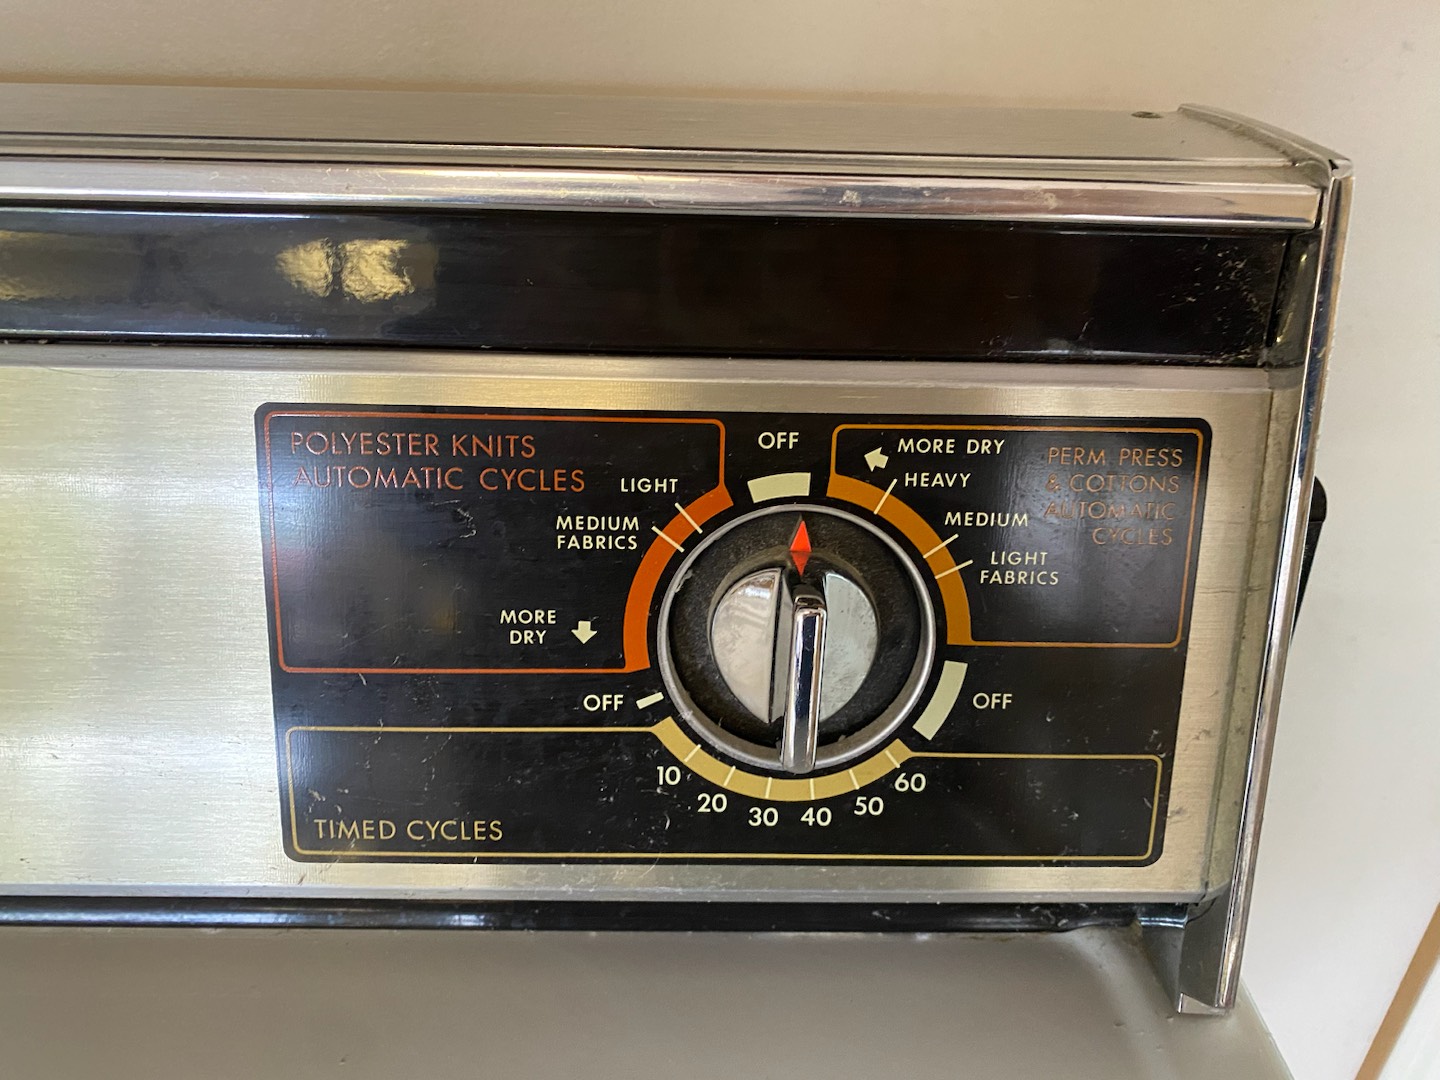 POLYESTER KNITS
AUTOMATIC CYCLES
LIGHT
MEDIUM
FABRICS
MORE
DRY
OFF
OFF
MORE DRY
HEAVY
MEDIUM
LIGHT
FABRICS
PERM PRESS
& COTTONS
AUTOMATIC
CYCLES
OFF
TIMED CYCLES
10
20
30
40
50
60